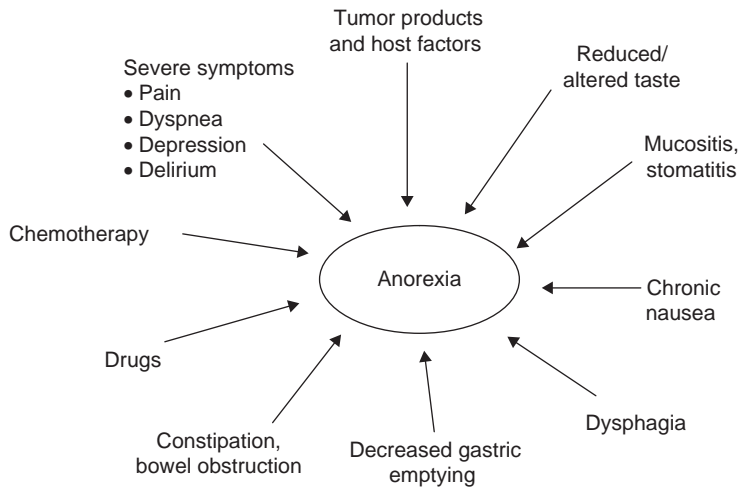 Tumor products
and host factors
Reduced/
altered taste
Severe symptoms
• Pain
• Dyspnea
• Depression
• Delirium
Mucositis,
stomatitis
Chemotherapy
Anorexia
Chronic
nausea
Drugs
Dysphagia
Constipation,
bowel obstruction
Decreased gastric
emptying